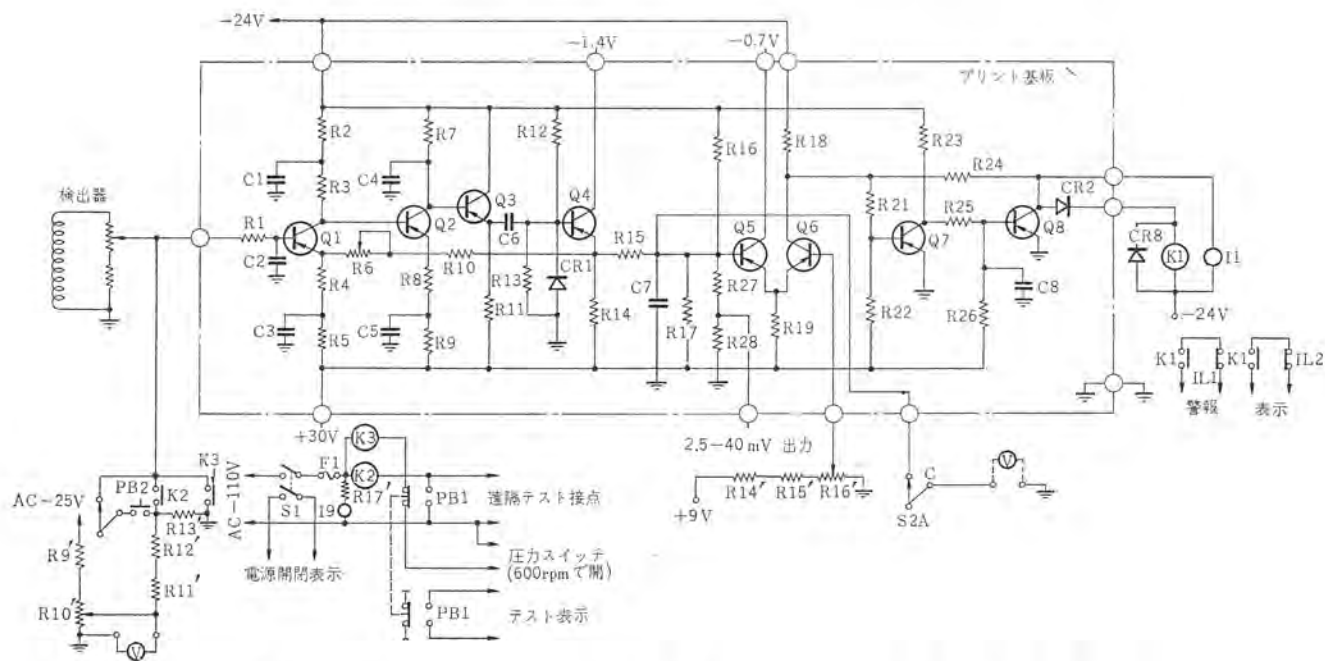 -24V
-1.4V
-0.7V
プリント基板
検出器
R1
C2
C1
R2
R3
Q1
R4
C3
R5
R6
R7
C4
Q2
R8
C5
R9
R10
Q3
C6
R11
R12
R13
CR1
Q4
R14
R15
C7
R17
R16
R27
R28
Q5
Q6
R18
R19
R21
R22
R23
R24
R25
Q7
Q8
R26
C8
CR2
CR8
K1
I1
-24V
K1
IL1
K1
IL2
警報
表示
+30V
2.5-40mV 出力
AC-25V
PB2
K2
K3
R13'
R12'
R11'
R9'
R10'
V
AC-110V
S1
F1
K3
K2
R17'
I9
PB1
遠隔テスト接点
電源開閉表示
圧力スイッチ
(600rpmで開)
PB1
テスト表示
+9V
R14'
R15'
R16'
S2A
C
V